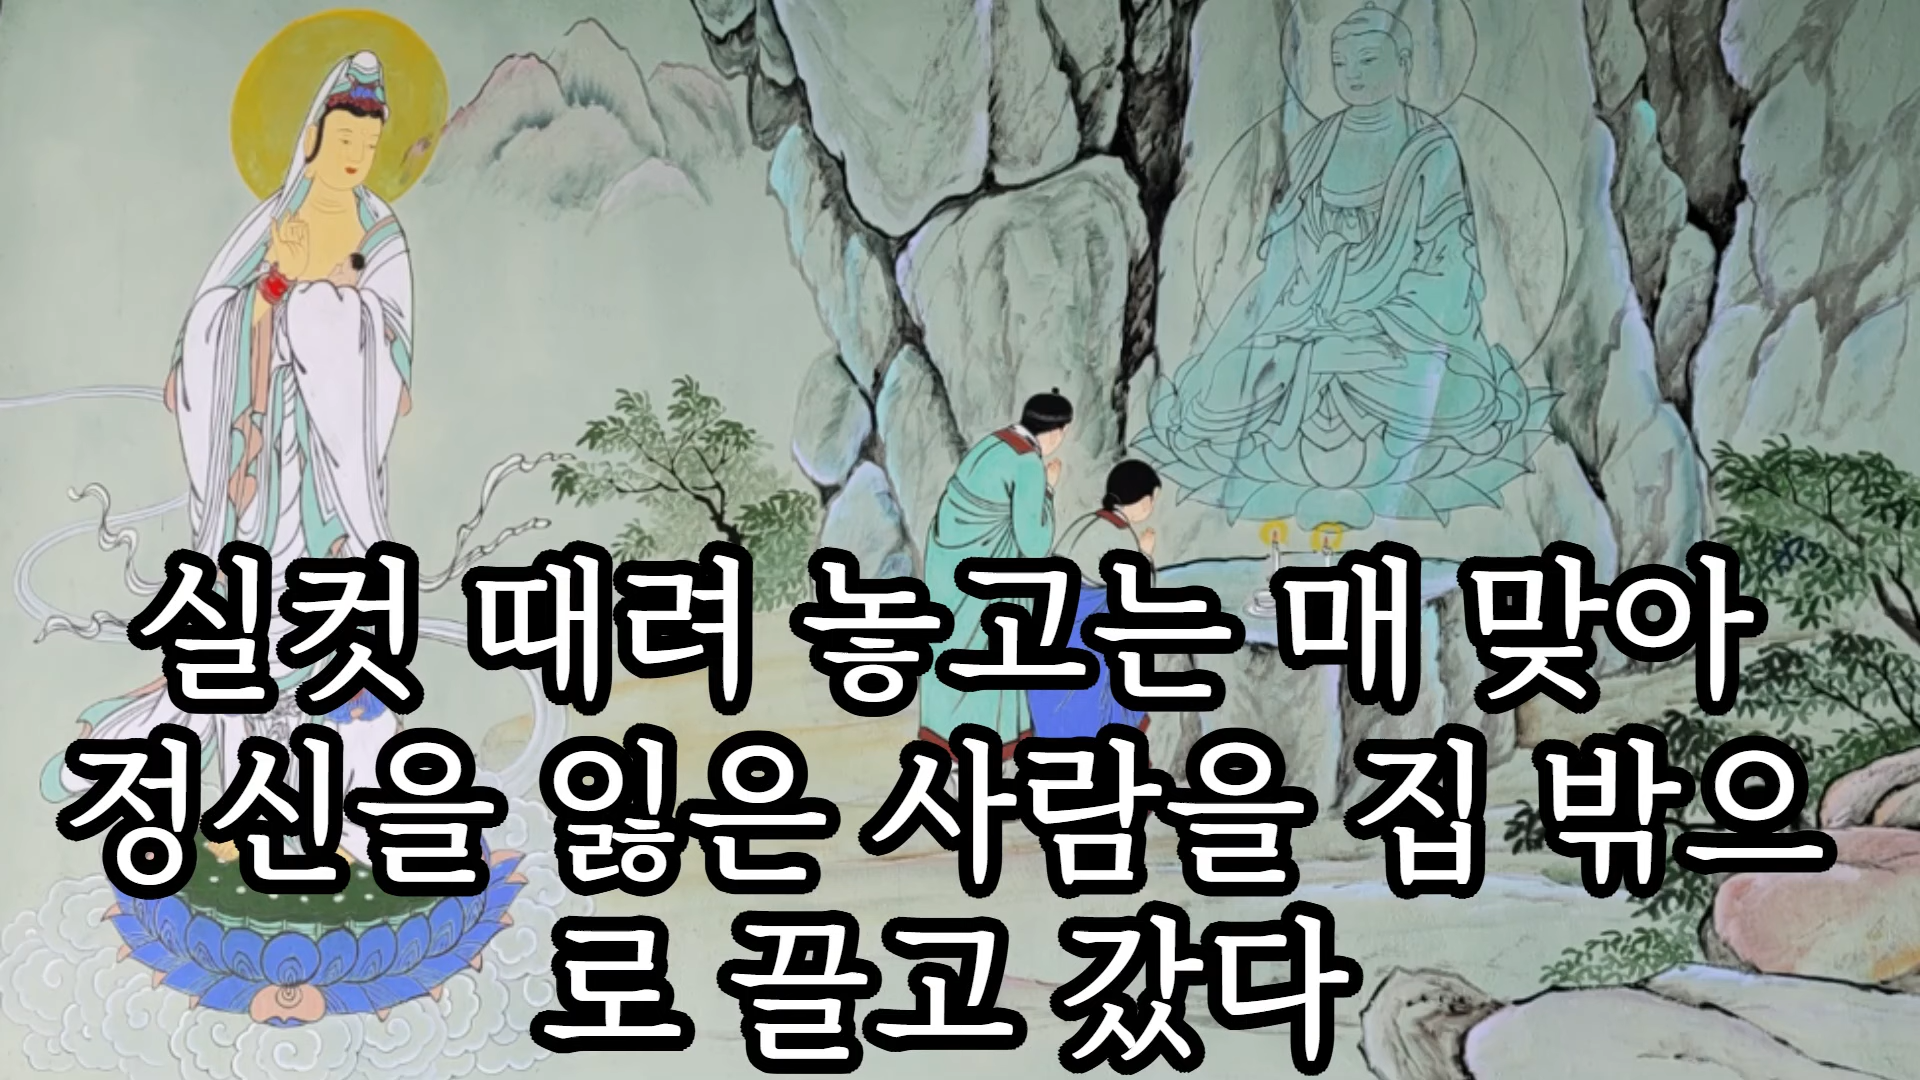 실컷 때려 놓고는 매 맞아
정신을 잃은 사람을 집 밖으
로 끌고 갔다